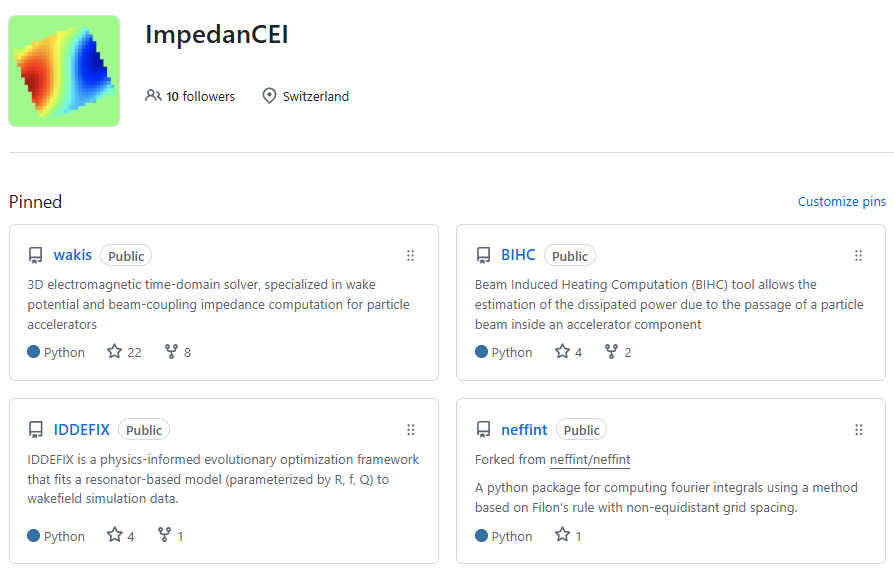 ImpedanCEI
10 followers Switzerland
Pinned
Customize pins
wakis Public
3D electromagnetic time-domain solver, specialized in wake
potential and beam-coupling impedance computation for particle
accelerators
Python 22 8
BIHC Public
Beam Induced Heating Computation (BIHC) tool allows the
estimation of the dissipated power due to the passage of a particle
beam inside an accelerator component
Python 4 2
IDDEFIX Public
IDDEFIX is a physics-informed evolutionary optimization framework
that fits a resonator-based model (parameterized by R, f, Q) to
wakefield simulation data.
Python 4 1
neffint Public
Forked from neffint/neffint
A python package for computing fourier integrals using a method
based on Filon's rule with non-equidistant grid spacing.
Python 1